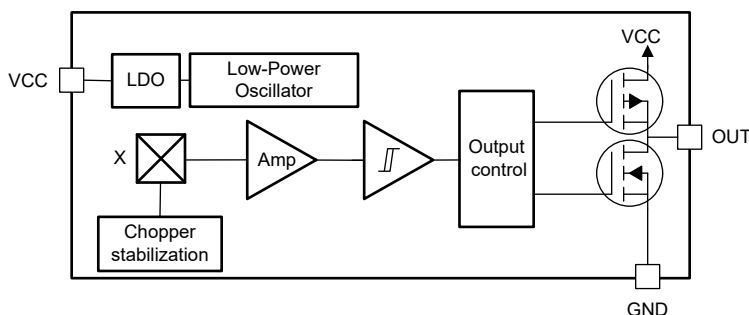 VCC
VCC
LDO
Low-Power
Oscillator
X
Amp
Output
control
OUT
Chopper
stabilization
GND